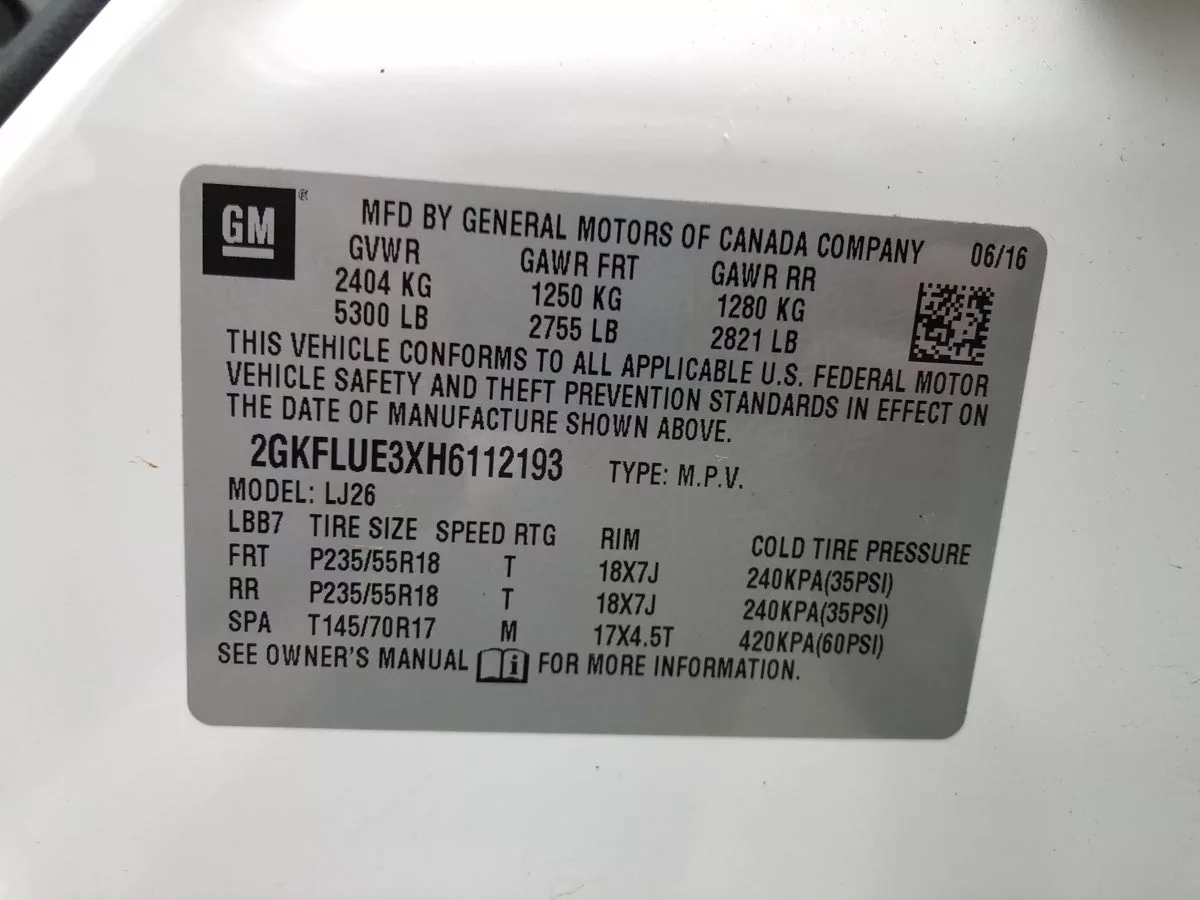 GM ®
MFD BY GENERAL MOTORS OF CANADA COMPANY 06/16
GVWR GAWR FRT GAWR RR
2404 KG 1250 KG 1280 KG
5300 LB 2755 LB 2821 LB
THIS VEHICLE CONFORMS TO ALL APPLICABLE U.S. FEDERAL MOTOR
VEHICLE SAFETY AND THEFT PREVENTION STANDARDS IN EFFECT ON
THE DATE OF MANUFACTURE SHOWN ABOVE.
2GKFLUE3XH6112193 TYPE: M.P.V.
MODEL: LJ26
LBB7 TIRE SIZE SPEED RTG RIM COLD TIRE PRESSURE
FRT P235/55R18 T 18X7J 240KPA(35PSI)
RR P235/55R18 T 18X7J 240KPA(35PSI)
SPA T145/70R17 M 17X4.5T 420KPA(60PSI)
SEE OWNER'S MANUAL i FOR MORE INFORMATION.